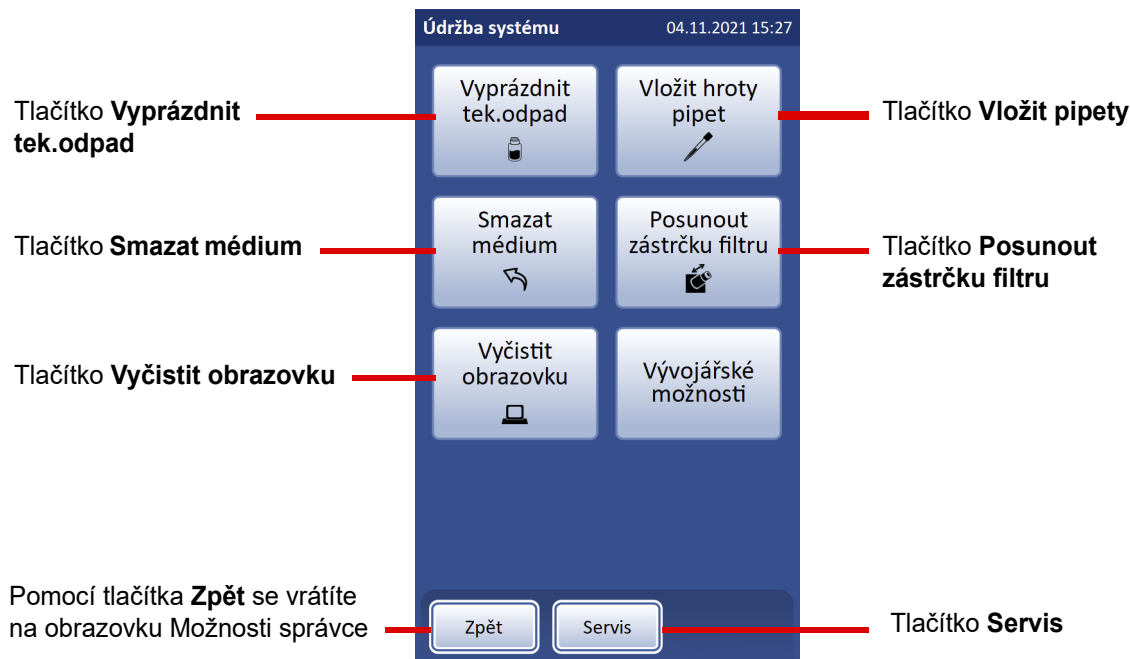 Údržba systému 04.11.2021 15:27
Tlačítko Vyprázdnit
tek.odpad
Vyprázdnit
tek.odpad
Vložit hroty
pipet
Tlačítko Vložit pipety
Tlačítko Smazat médium
Smazat
médium
Posunout
zástrčku filtru
Tlačítko Posunout
zástrčku filtru
Tlačítko Vyčistit obrazovku
Vyčistit
obrazovku
Vývojářské
možnosti
Pomocí tlačítka Zpět se vrátíte
na obrazovku Možnosti správce
Zpět
Servis
Tlačítko Servis